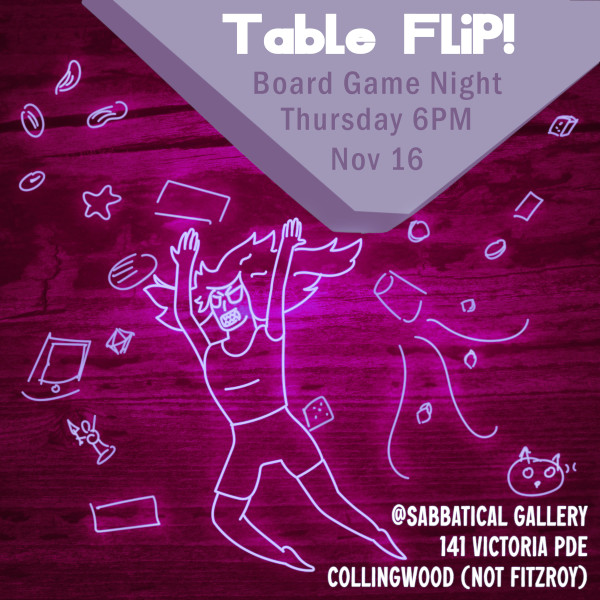 Table FLiP!
Board Game Night
Thursday 6PM
Nov 16
@SABBATICAL GALLERY
141 VICTORIA PDE
COLLINGWOOD (NOT FITZROY)